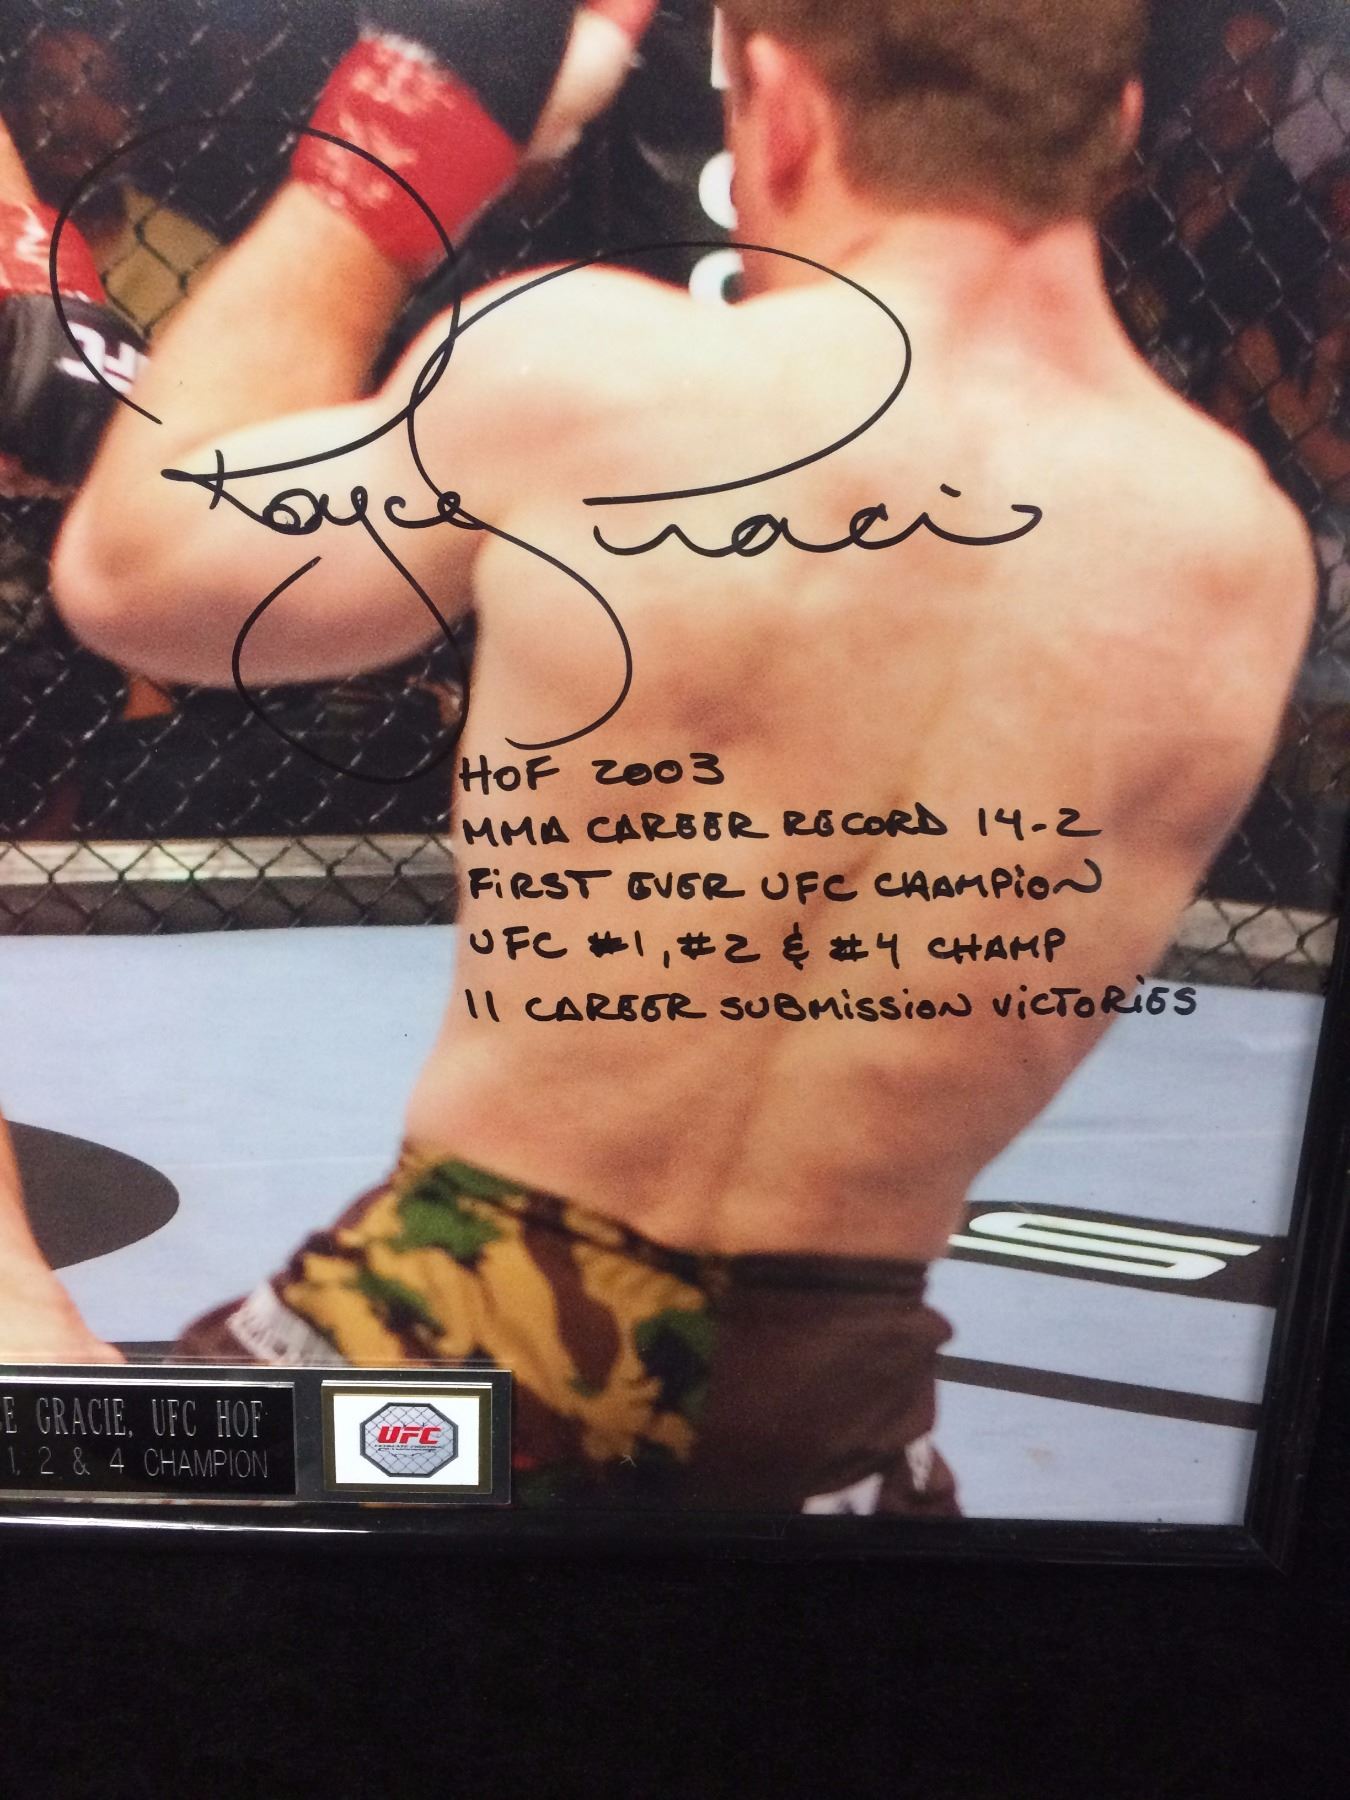 Royce Gracie
HOF 2003
MMA CAREER RECORD 14-2
FiRST EVER UFC CHAMPiON
UFC #1, #2 & #4 CHAMP
11 CAREER SUBMiSSiON ViCTORiES
CE GRACIE, UFC HOF
1, 2 & 4 CHAMPION
UFC